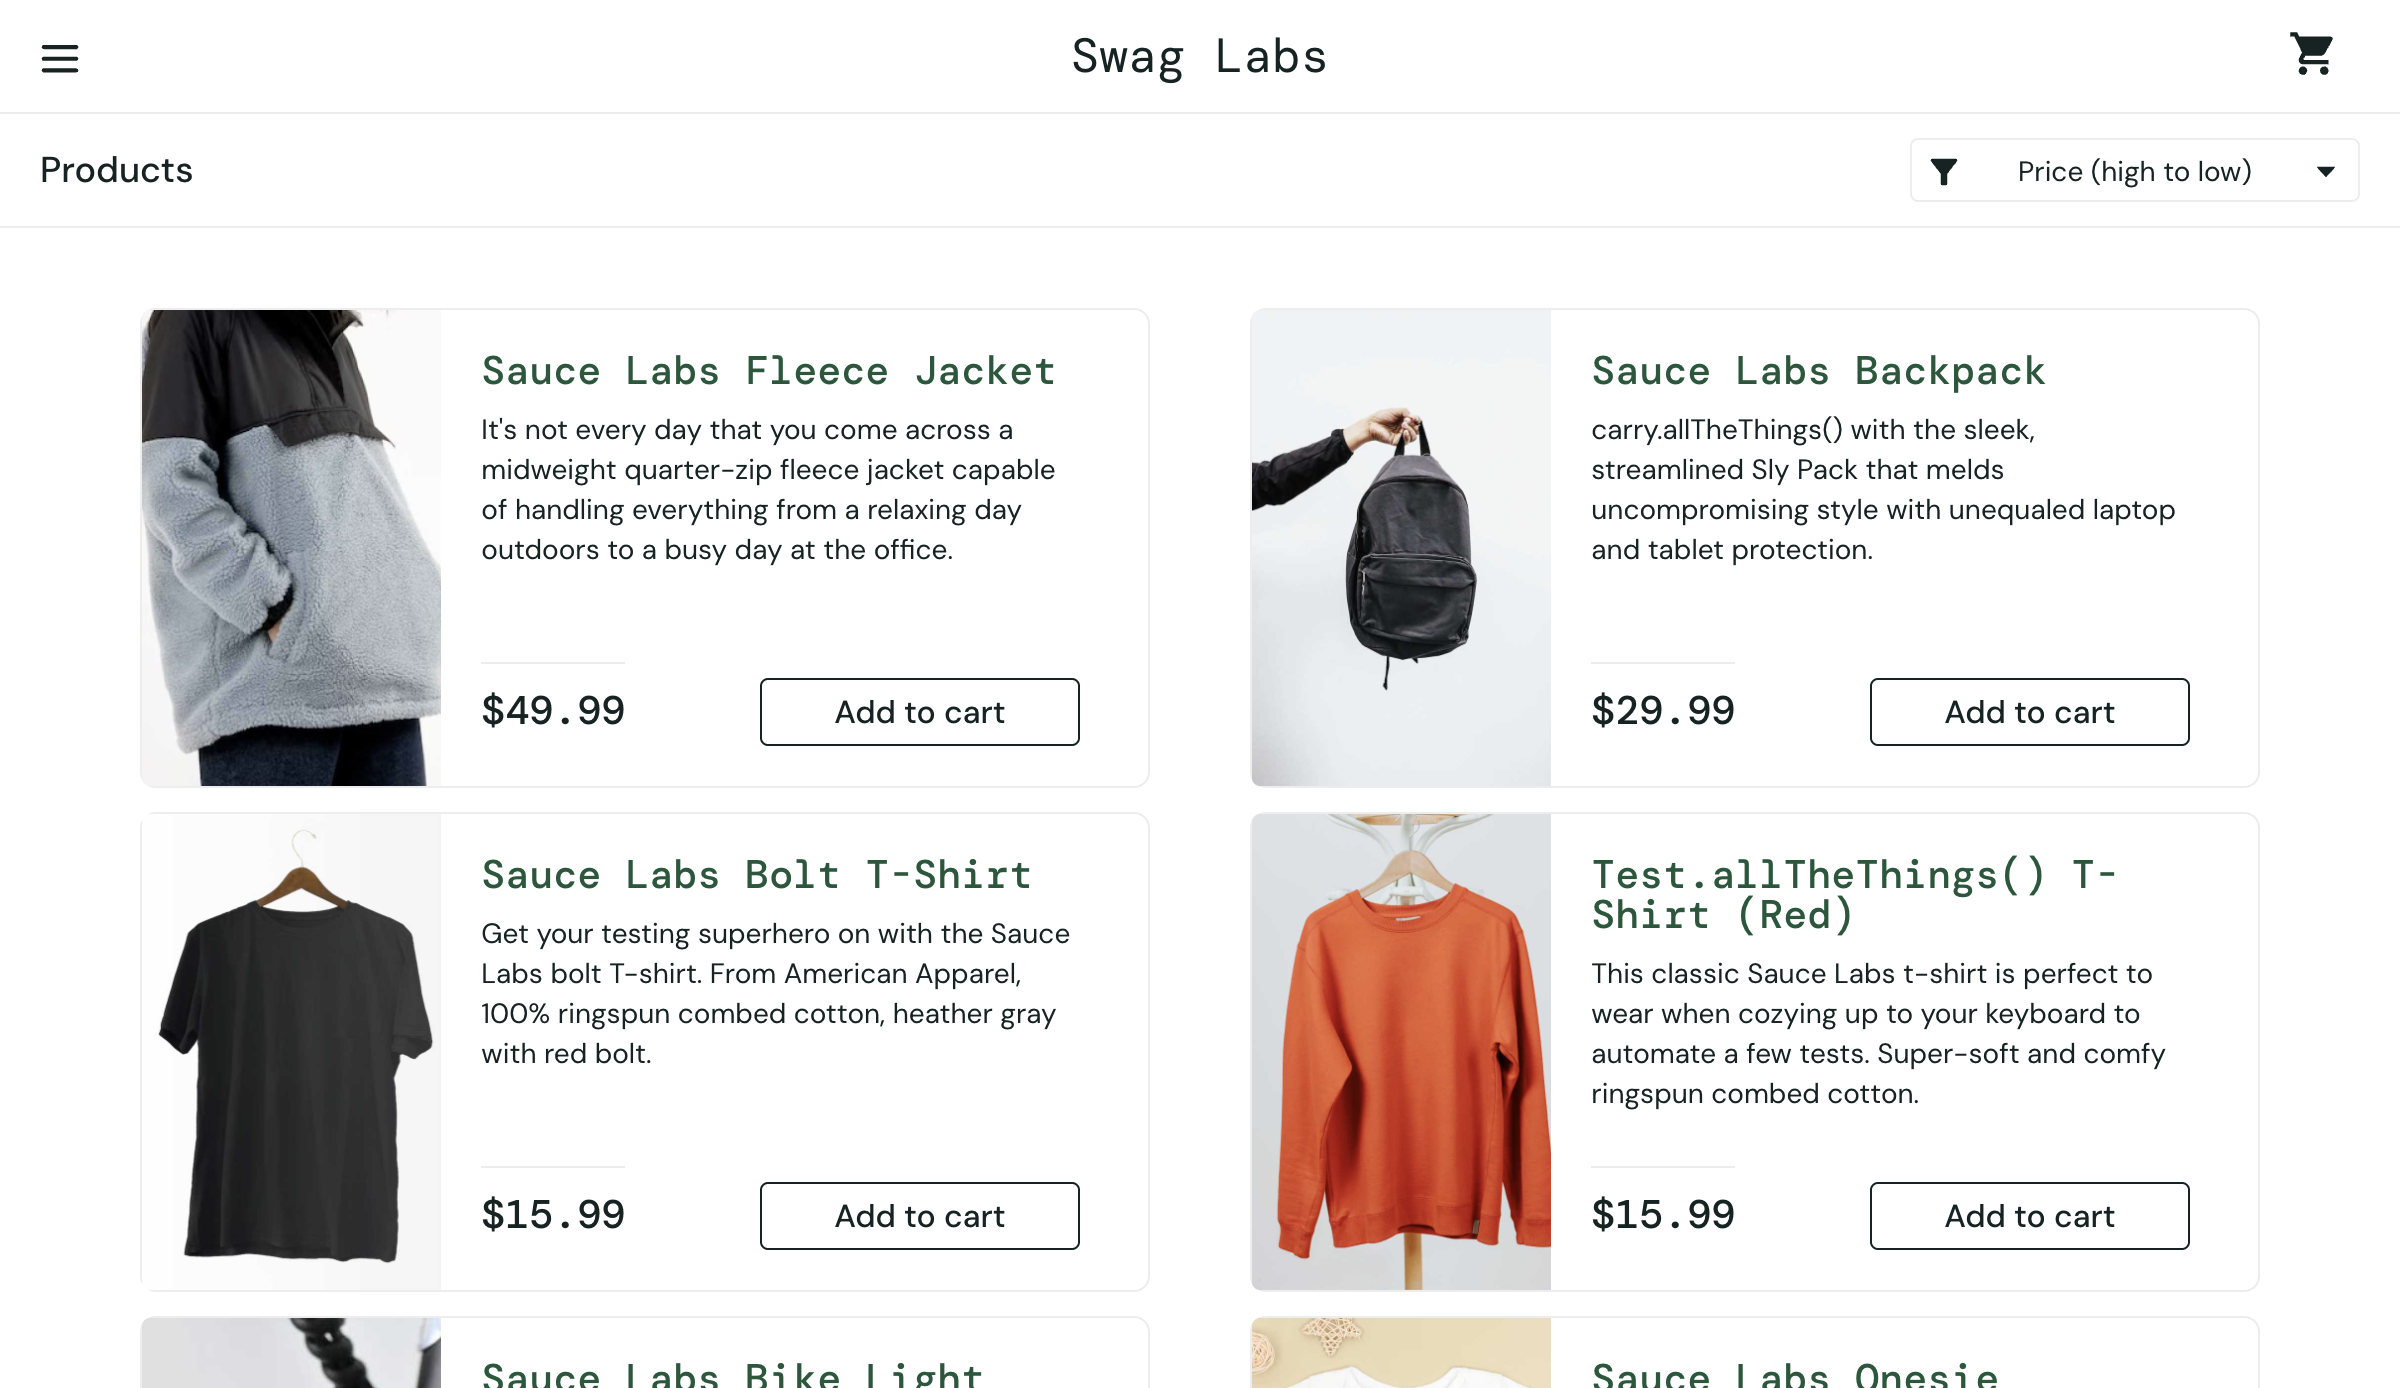 Swag Labs
Products
Price (high to low)
Sauce Labs Fleece Jacket
It's not every day that you come across a
midweight quarter-zip fleece jacket capable
of handling everything from a relaxing day
outdoors to a busy day at the office.
$49.99
Add to cart
Sauce Labs Backpack
carry.allTheThings() with the sleek,
streamlined Sly Pack that melds
uncompromising style with unequaled laptop
and tablet protection.
$29.99
Add to cart
Sauce Labs Bolt T-Shirt
Get your testing superhero on with the Sauce
Labs bolt T-shirt. From American Apparel,
100% ringspun combed cotton, heather gray
with red bolt.
$15.99
Add to cart
Test.allTheThings() T-
Shirt (Red)
This classic Sauce Labs t-shirt is perfect to
wear when cozying up to your keyboard to
automate a few tests. Super-soft and comfy
ringspun combed cotton.
$15.99
Add to cart
Sauce Labs Bike Light
Sauce Labs Onesie